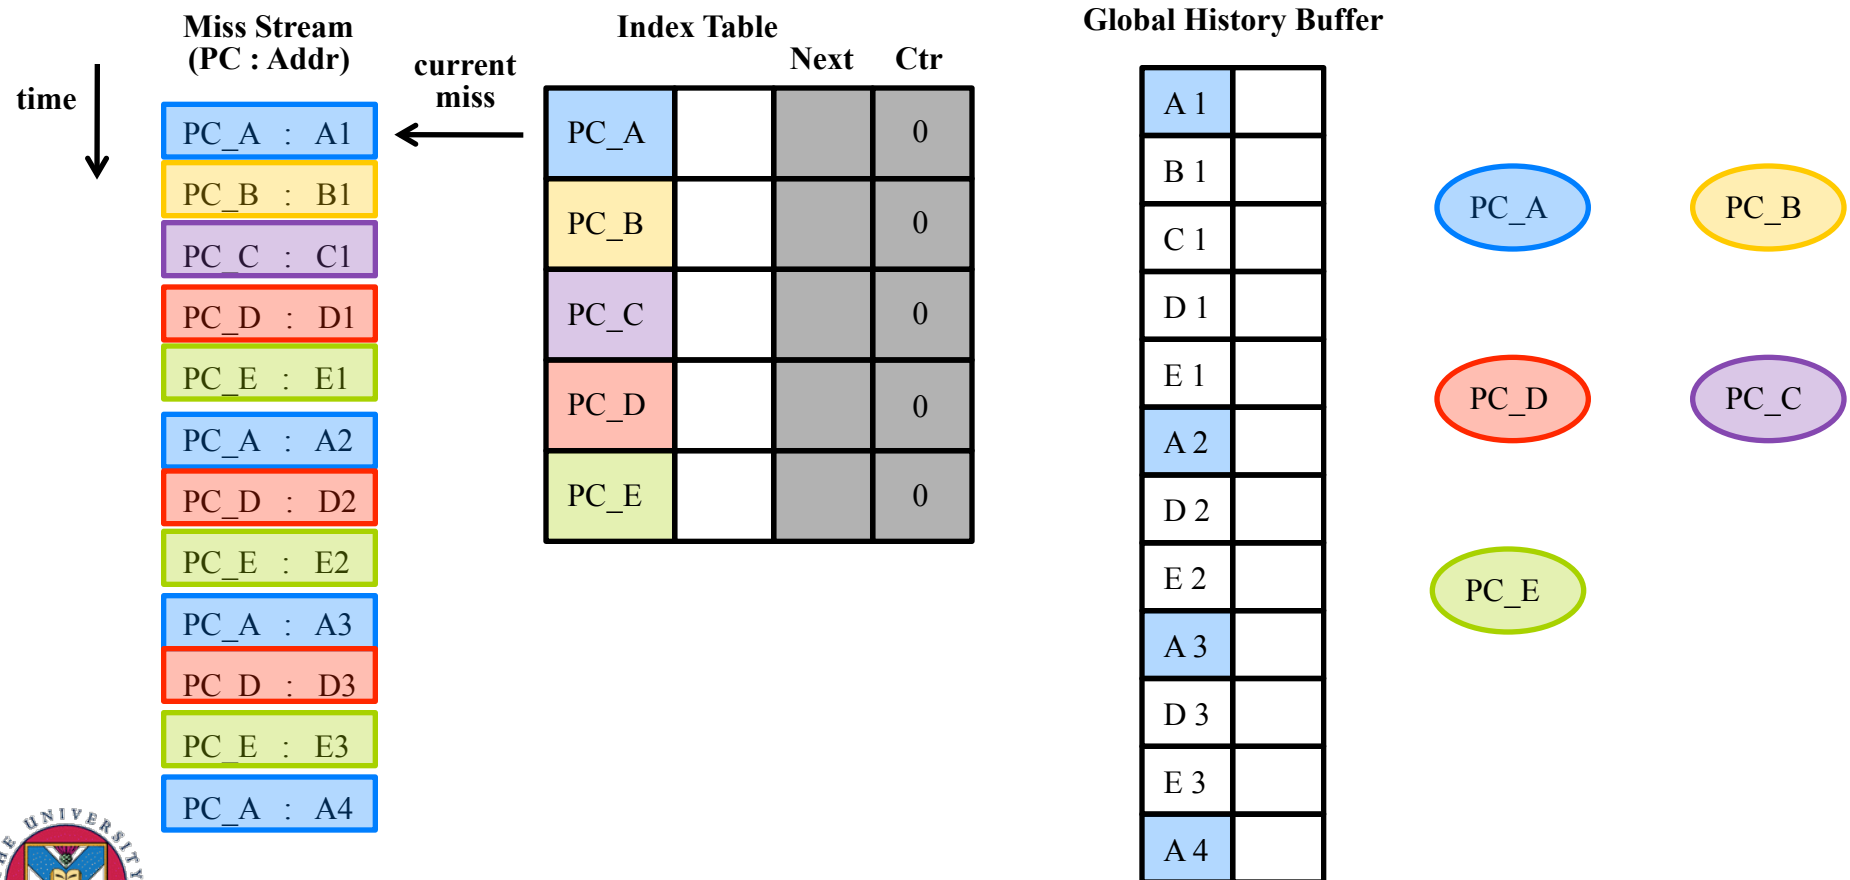 Miss Stream
(PC : Addr)
time
current
miss
PC_A : A1
PC_B : B1
PC_C : C1
PC_D : D1
PC_E : E1
PC_A : A2
PC_D : D2
PC_E : E2
PC_A : A3
PC_D : D3
PC_E : E3
PC_A : A4
Index Table
Next Ctr
PC_A 0
PC_B 0
PC_C 0
PC_D 0
PC_E 0
Global History Buffer
A 1
B 1
C 1
D 1
E 1
A 2
D 2
E 2
A 3
D 3
E 3
A 4
PC_A PC_B
PC_D PC_C
PC_E
THE UNIVERSITY